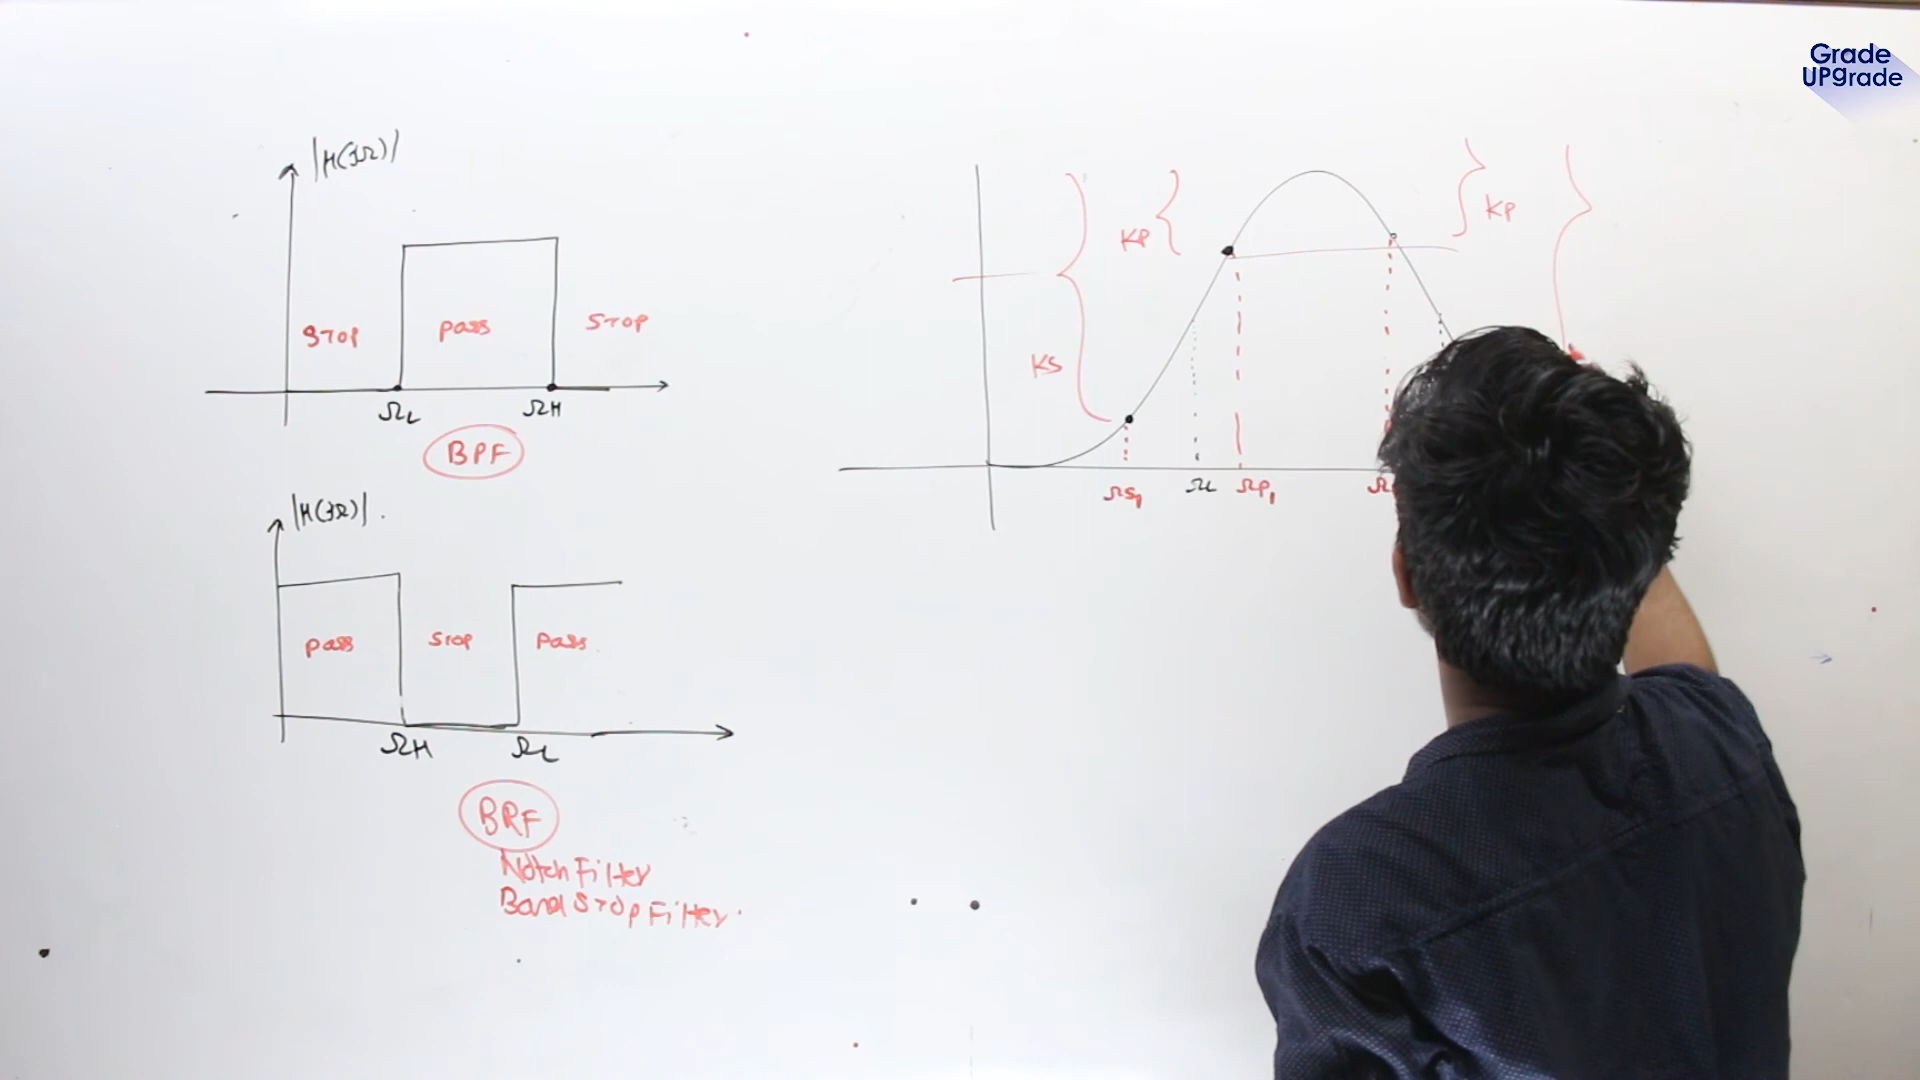 Grade
UPgrade
|H(jΩ)|
STOP
pass
STOP
ΩL
ΩH
BPF
|H(jΩ)|.
pass
STOP
pass
ΩH
ΩL
BRF
Notch Filter
Band STOP Filter.
KP
KP
KS
ΩS1
ΩL
ΩP1